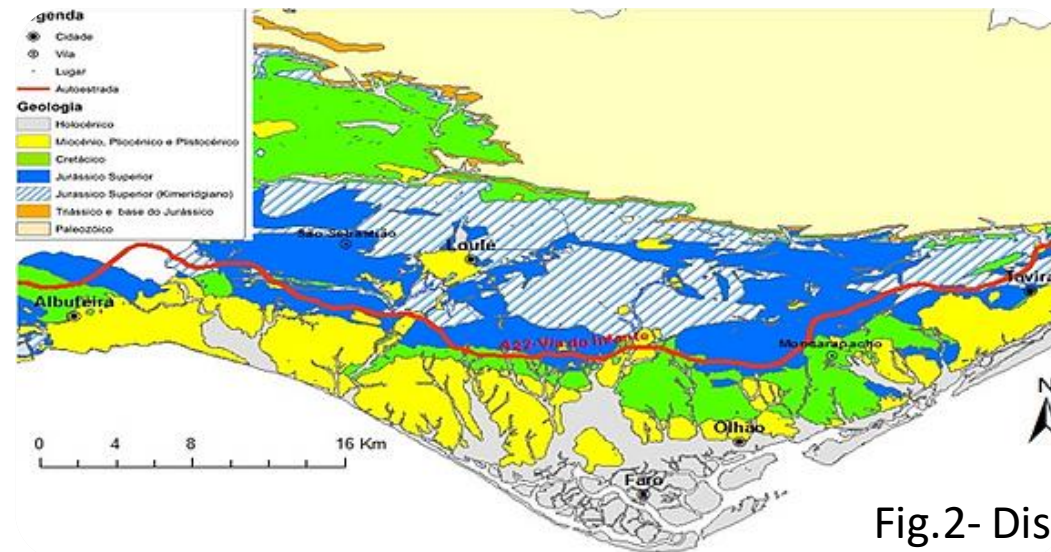 genda
Cidade
Vila
Lugar
Autoestrada
Geologia
Holocénico
Miocénio, Pliocénico e Plistocénico
Cretácico
Jurássico Superior
Jurássico Superior (Kimeridgiano)
Triássico e base do Jurássico
Paleozóico
São Sebastião
Loulé
Tavira
Albufeira
A22-Via do Infante
Moncarapacho
N
Olhão
0 4 8 16 Km
Faro
Fig.2- Dis